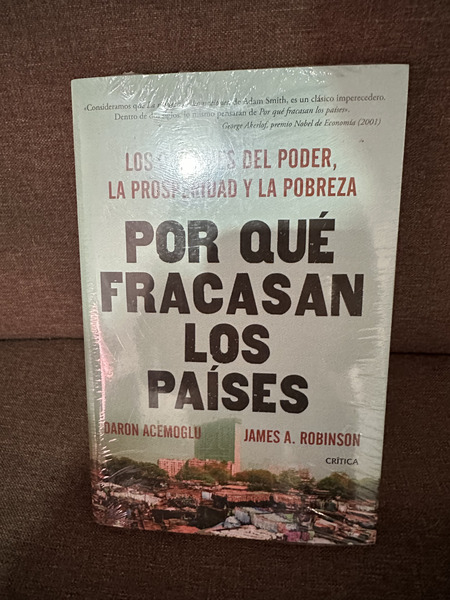 «Consideramos que La de Adam Smith, es un clásico imperecedero.
Dentro de dos siglos, lo mismo pensarán de Por qué fracasan los países».
George Akerlof, premio Nobel de Economía (2001)
LOS DEL PODER,
LA PROSPERIDAD Y LA POBREZA
POR QUÉ
FRACASAN
LOS
PAÍSES
DARON ACEMOGLU JAMES A. ROBINSON
CRÍTICA